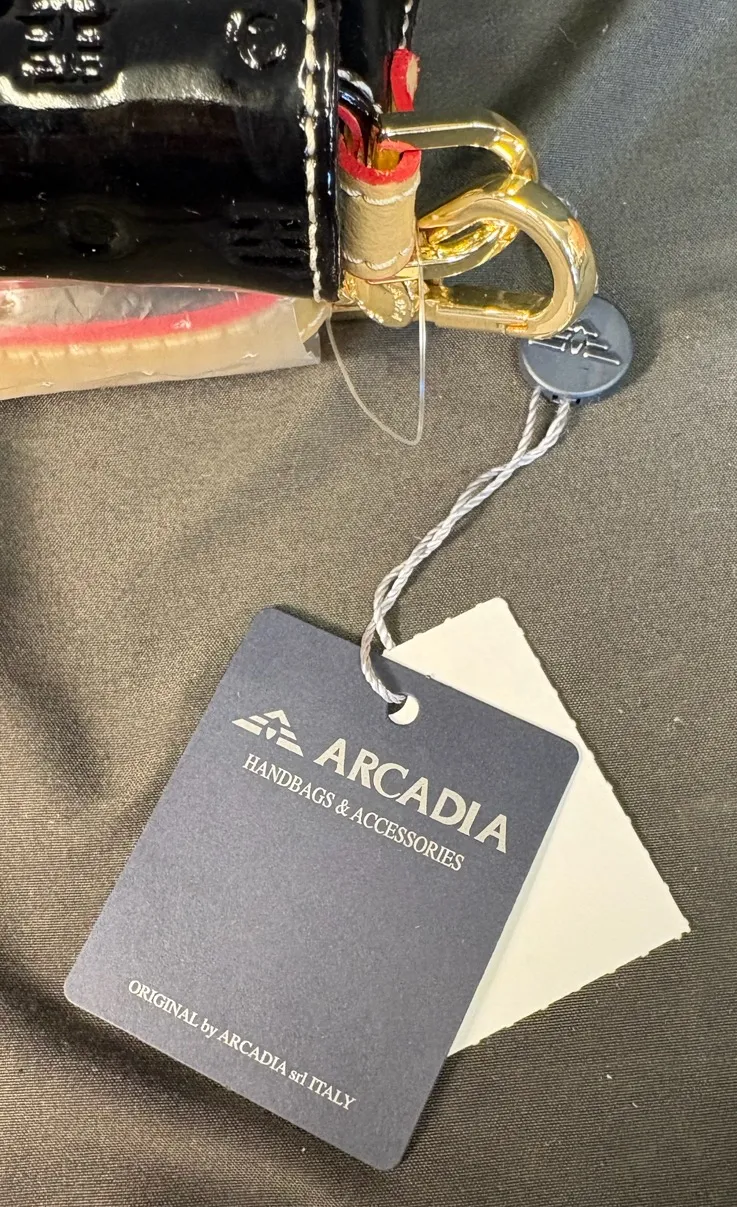 ARCADIA
HANDBAGS & ACCESSORIES
ORIGINAL by ARCADIA srl ITALY